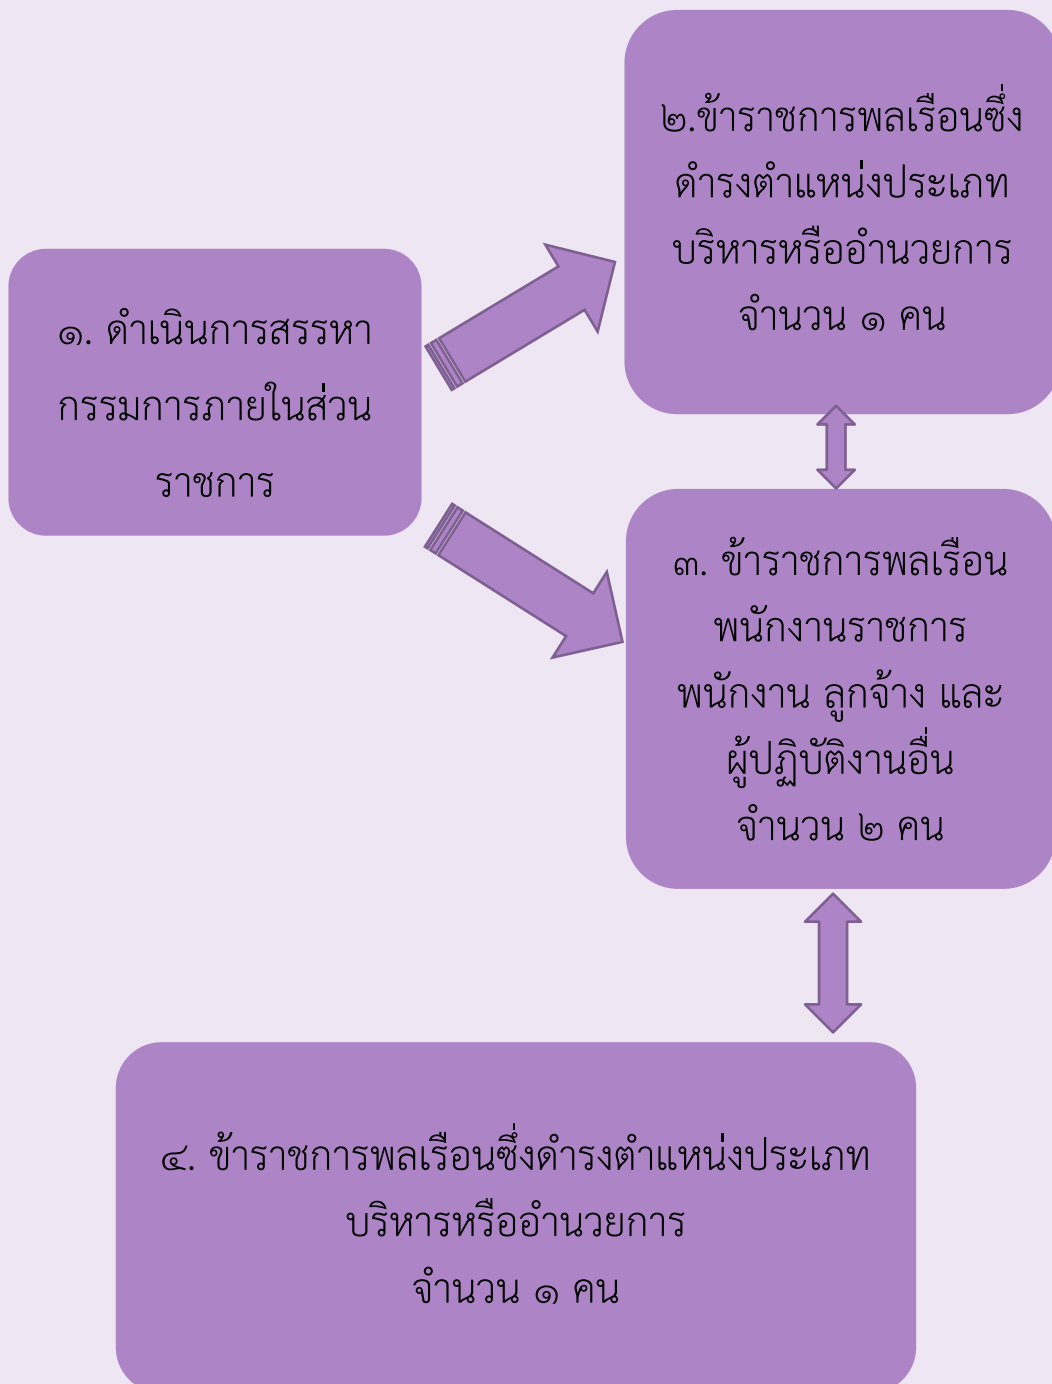 ๒.ข้าราชการพลเรือนซึ่ง
ดำรงตำแหน่งประเภท
บริหารหรืออำนวยการ
จำนวน ๑ คน
๑. ดำเนินการสรรหา
กรรมการภายในส่วน
ราชการ
๓. ข้าราชการพลเรือน
พนักงานราชการ
พนักงาน ลูกจ้าง และ
ผู้ปฏิบัติงานอื่น
จำนวน ๒ คน
๔. ข้าราชการพลเรือนซึ่งดำรงตำแหน่งประเภท
บริหารหรืออำนวยการ
จำนวน ๑ คน